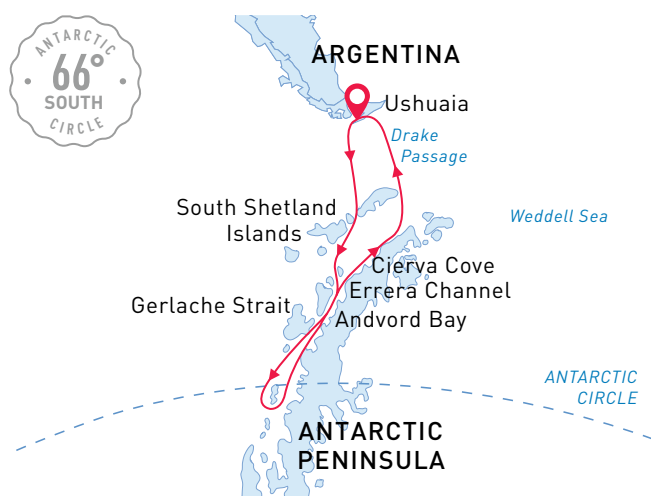 ANTARCTIC
66°
SOUTH
CIRCLE
ARGENTINA
Ushuaia
Drake
Passage
South Shetland
Islands
Weddell Sea
Cierva Cove
Errera Channel
Gerlache Strait
Andvord Bay
ANTARCTIC
CIRCLE
ANTARCTIC
PENINSULA